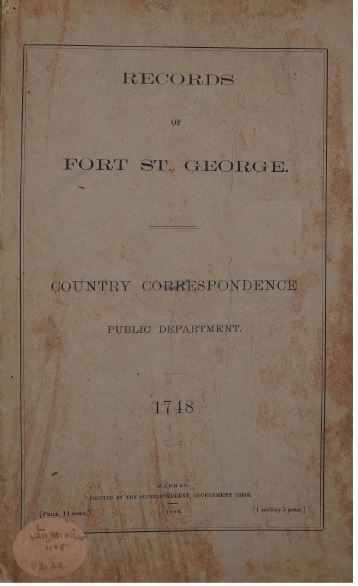 RECORDS
OF
FORT ST. GEORGE.
COUNTRY CORRESPONDENCE
PUBLIC DEPARTMENT.
1748
MADRAS:
PRINTED BY THE SUPERINTENDENT, GOVERNMENT PRESS.
[Price, 14 annas.]
[1 shilling 3 pence.]
L
N08